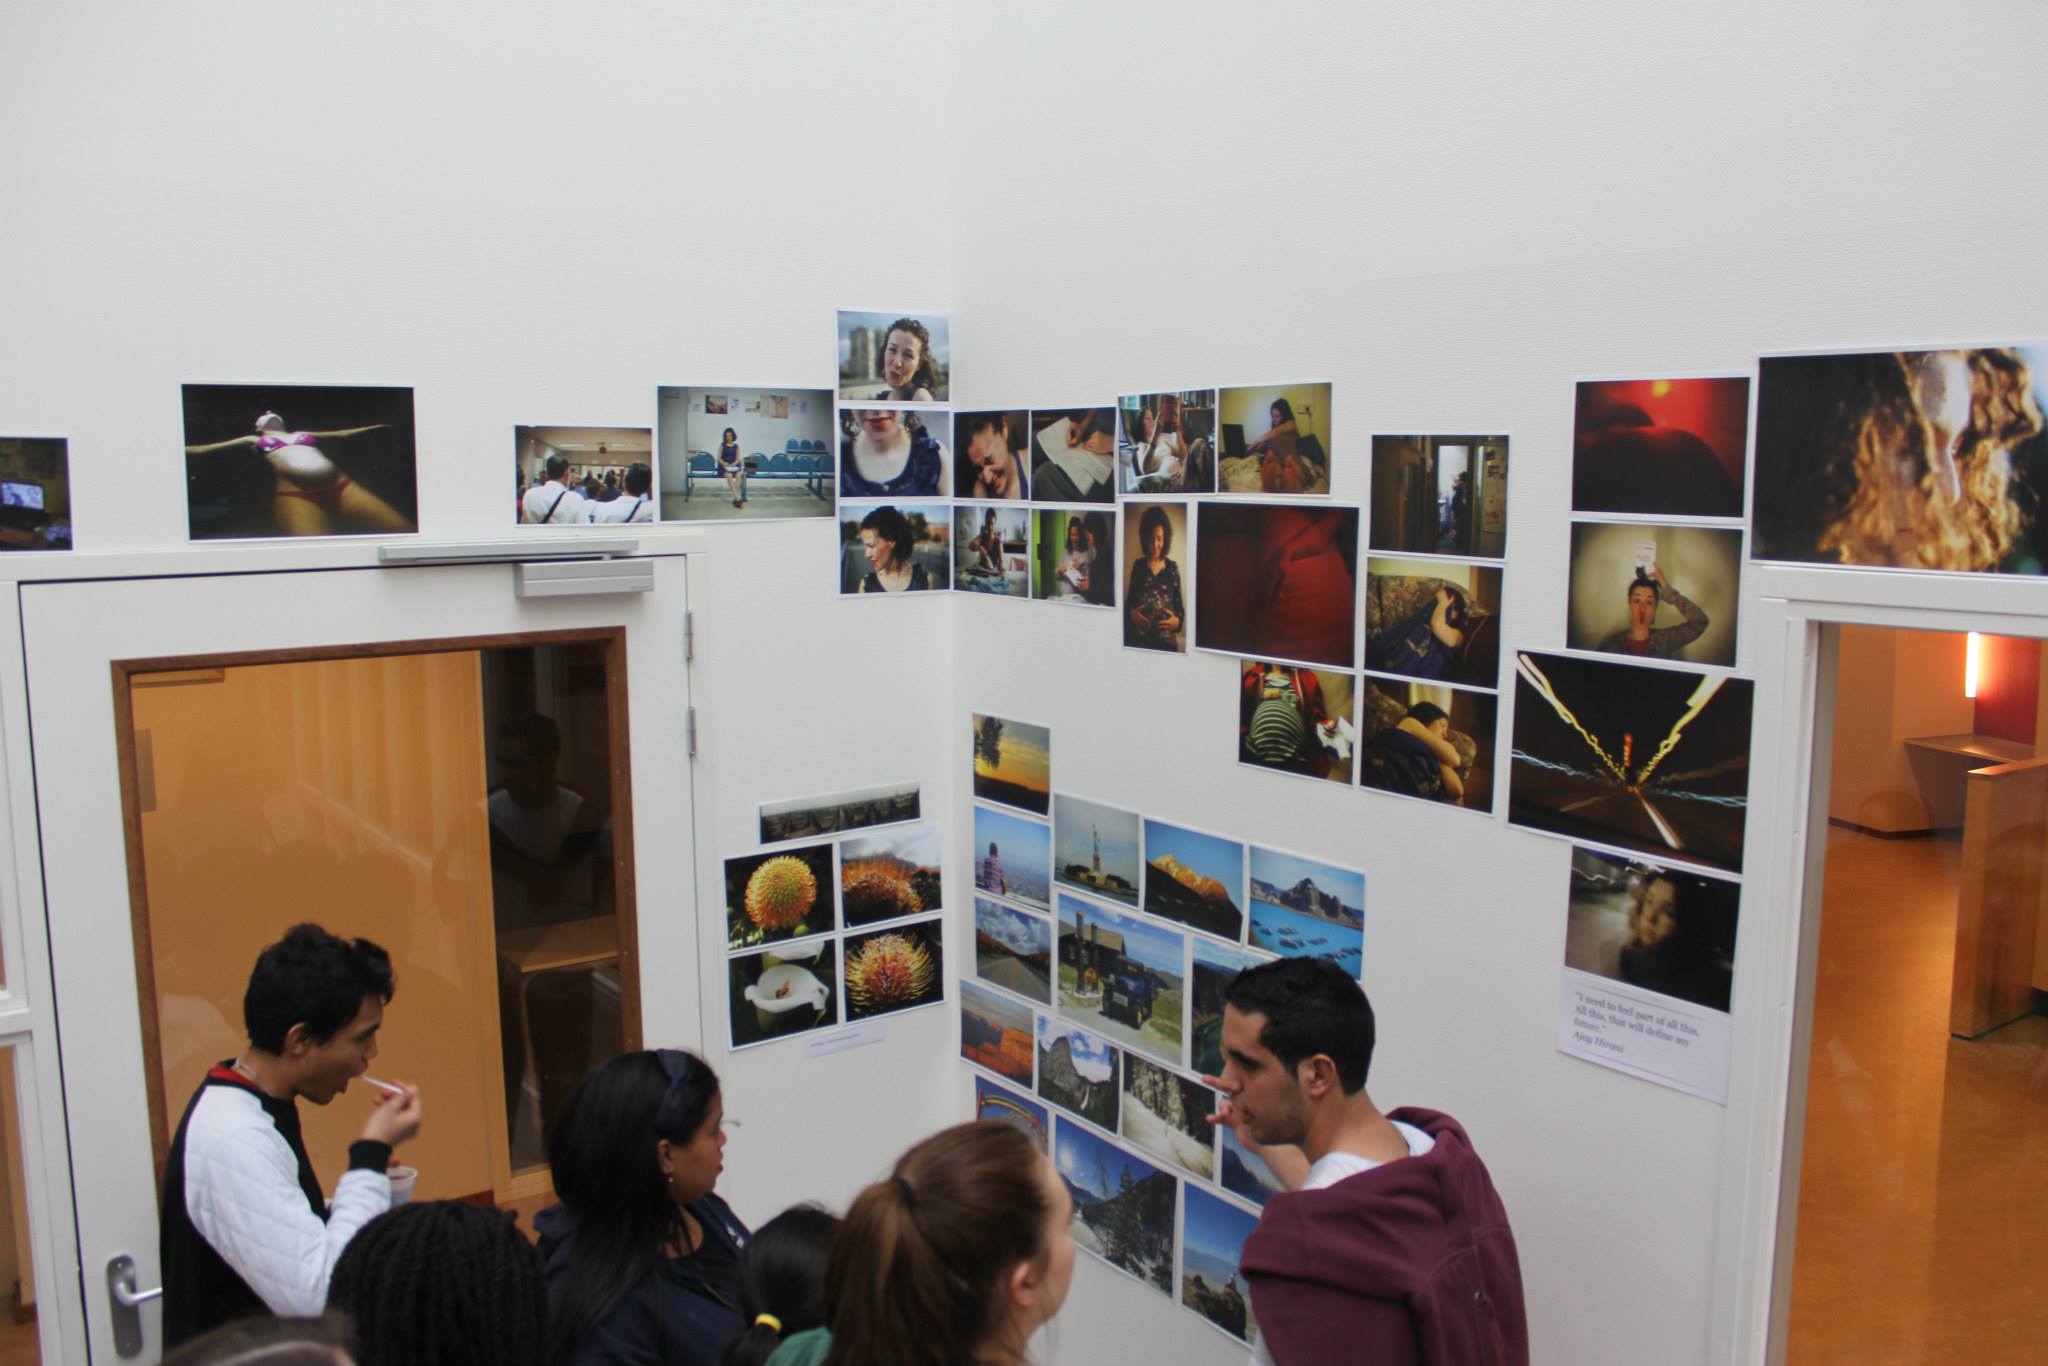 "I need to feel part of all this.
All this, that will define my
future."
Ajay Hirani